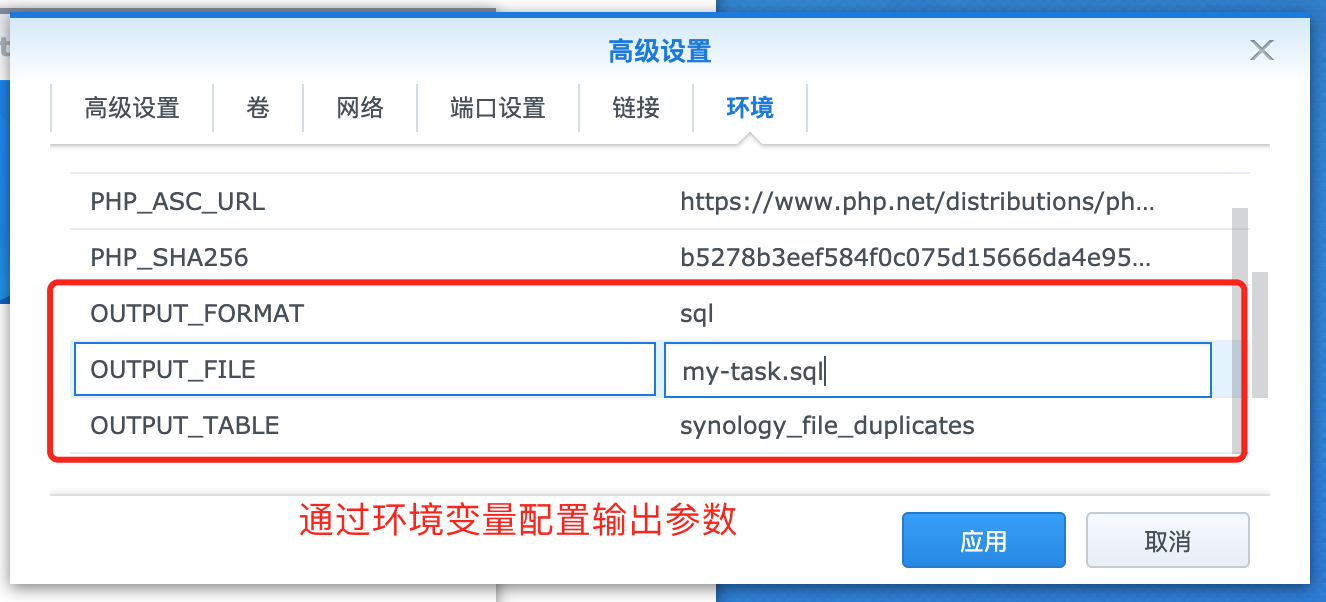 高级设置
高级设置 卷 网络 端口设置 链接 环境
PHP_ASC_URL https://www.php.net/distributions/ph...
PHP_SHA256 b5278b3eef584f0c075d15666da4e95...
OUTPUT_FORMAT sql
OUTPUT_FILE my-task.sql
OUTPUT_TABLE synology_file_duplicates
通过环境变量配置输出参数
应用 取消